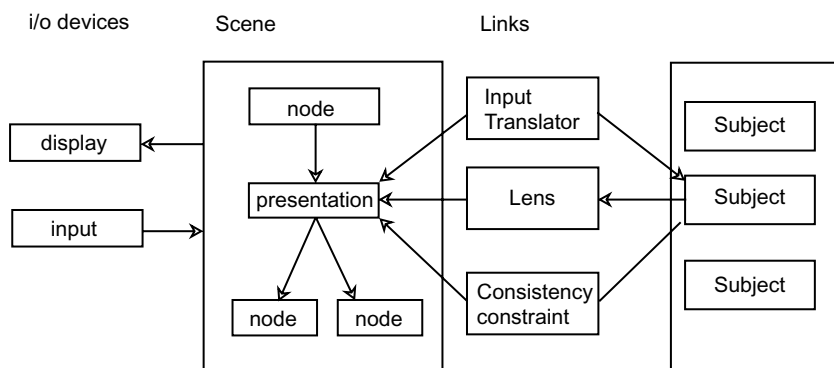 i/o devices
Scene
Links
node
Input
Translator
Subject
display
presentation
Lens
Subject
input
Consistency
constraint
Subject
node
node